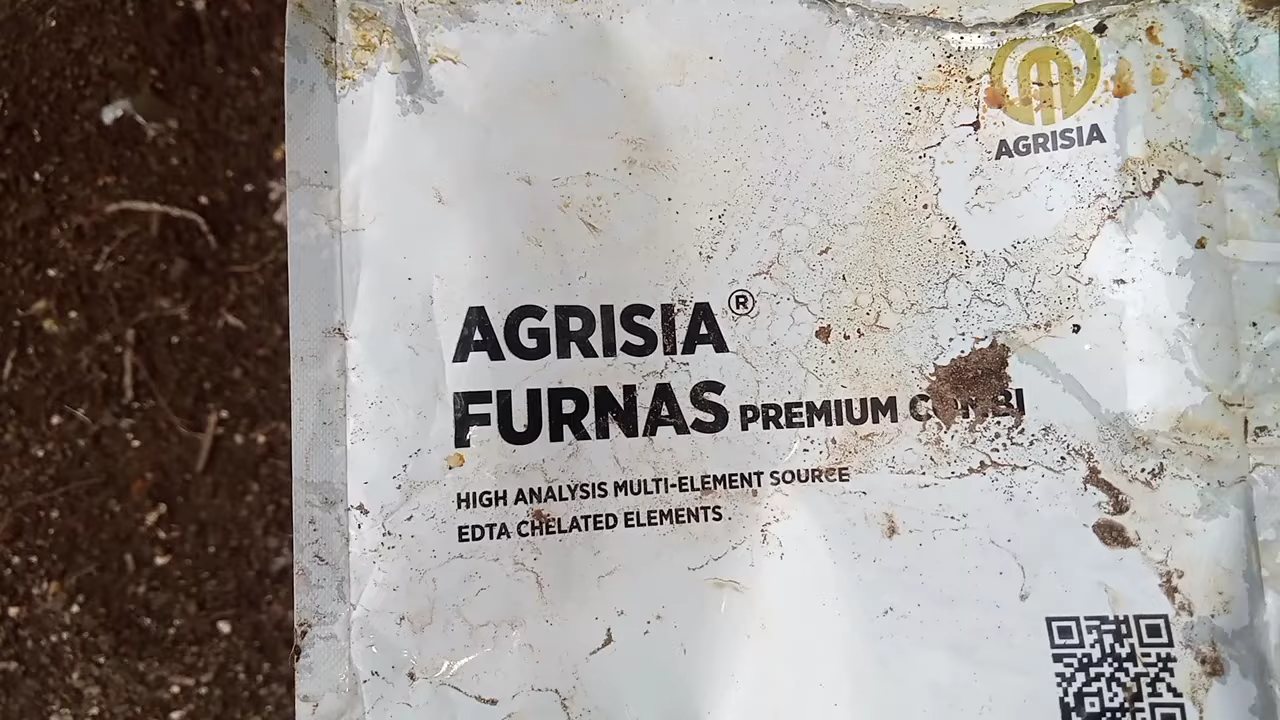 AGRISIA
AGRISIA®
FURNAS PREMIUM COMBI
HIGH ANALYSIS MULTI-ELEMENT SOURCE
EDTA CHELATED ELEMENTS